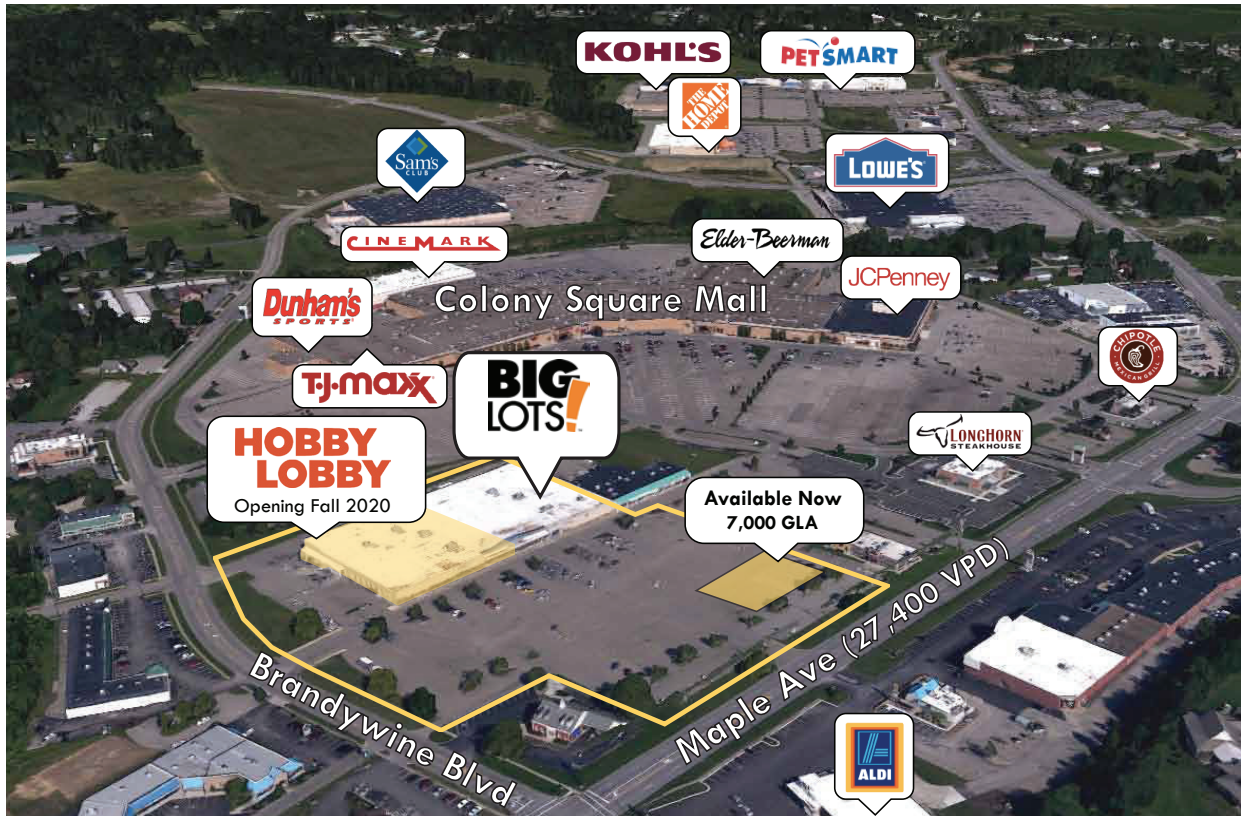 KOHL'S
PETSMART
THE HOME DEPOT
Sam's
CLUB
LOWE'S
CINEMARK
Elder-Beerman
JCPenney
Colony Square Mall
Dunham's
SPORTS
CHIPOTLE
MEXICAN GRILL
T•J•maxx
BIG
LOTS!
LONGHORN
STEAKHOUSE
HOBBY
LOBBY
Opening Fall 2020
Available Now
7,000 GLA
Brandywine Blvd
Maple Ave (27,400 VPD)
ALDI